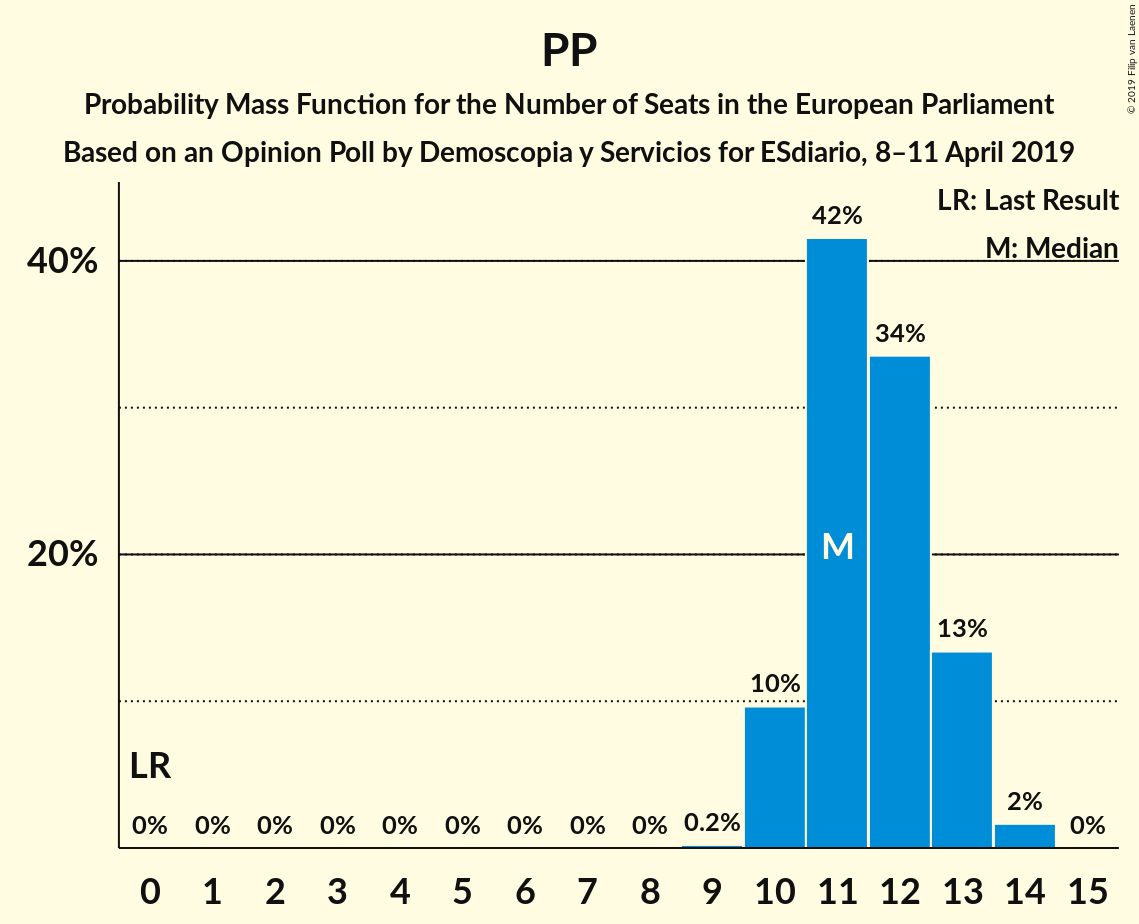 PP
Probability Mass Function for the Number of Seats in the European Parliament
Based on an Opinion Poll by Demoscopia y Servicios for ESdiario, 8–11 April 2019
© 2019 Filip van Laenen
LR: Last Result
M: Median
40%
20%
42%
34%
M
13%
10%
LR
0% 0% 0% 0% 0% 0% 0% 0% 0% 0.2% 2% 0%
0 1 2 3 4 5 6 7 8 9 10 11 12 13 14 15